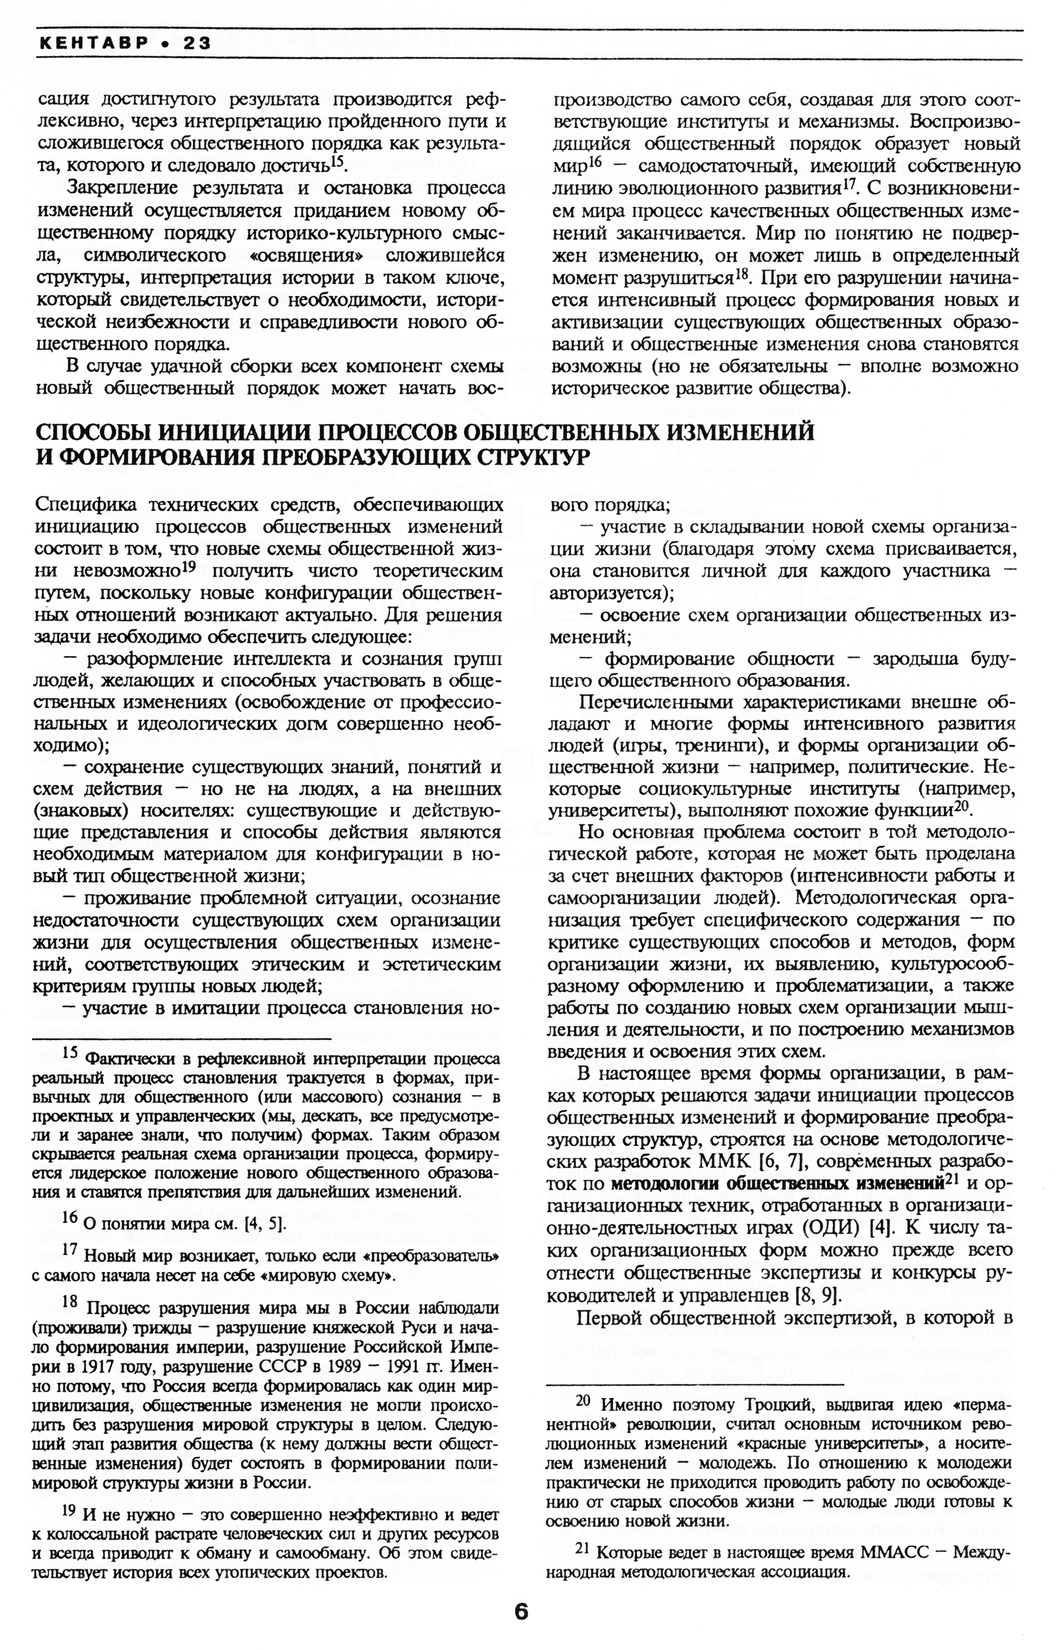 КЕНТАВР • 23
сация достигнутого результата производится реф-
лексивно, через интерпретацию пройденного пути и
сложившегося общественного порядка как результа-
та, которого и следовало достичь15.
Закрепление результата и остановка процесса
изменений осуществляется приданием новому об-
щественному порядку историко-культурного смыс-
ла, символического «освящения» сложившейся
структуры, интерпретация истории в таком ключе,
который свидетельствует о необходимости, истори-
ческой неизбежности и справедливости нового об-
щественного порядка.
В случае удачной сборки всех компонент схемы
новый общественный порядок может начать вос-
производство самого себя, создавая для этого соот-
ветствующие институты и механизмы. Воспроизво-
дящийся общественный порядок образует новый
мир16 — самодостаточный, имеющий собственную
линию эволюционного развития17. С возникновени-
ем мира процесс качественных общественных изме-
нений заканчивается. Мир по понятию не подвер-
жен изменению, он может лишь в определенный
момент разрушиться18. При его разрушении начина-
ется интенсивный процесс формирования новых и
активизации существующих общественных образо-
ваний и общественные изменения снова становятся
возможны (но не обязательны — вполне возможно
историческое развитие общества).
СПОСОБЫ ИНИЦИАЦИИ ПРОЦЕССОВ ОБЩЕСТВЕННЫХ ИЗМЕНЕНИЙ
И ФОРМИРОВАНИЯ ПРЕОБРАЗУЮЩИХ СТРУКТУР
Специфика технических средств, обеспечивающих
инициацию процессов общественных изменений
состоит в том, что новые схемы общественной жиз-
ни невозможно19 получить чисто теоретическим
путем, поскольку новые конфигурации обществен-
ных отношений возникают актуально. Для решения
задачи необходимо обеспечить следующее:
— разоформление интеллекта и сознания групп
людей, желающих и способных участвовать в обще-
ственных изменениях (освобождение от профессио-
нальных и идеологических догм совершенно необ-
ходимо);
— сохранение существующих знаний, понятий и
схем действия — но не на людях, а на внешних
(знаковых) носителях: существующие и действую-
щие представления и способы действия являются
необходимым материалом для конфигурации в но-
вый тип общественной жизни;
— проживание проблемной ситуации, осознание
недостаточности существующих схем организации
жизни для осуществления общественных измене-
ний, соответствующих этическим и эстетическим
критериям группы новых людей;
— участие в имитации процесса становления но-
15 Фактически в рефлексивной интерпретации процесса
реальный процесс становления трактуется в формах, при-
вычных для общественного (или массового) сознания — в
проектных и управленческих (мы, дескать, все предусмотре-
ли и заранее знали, что получим) формах. Таким образом
скрывается реальная схема организации процесса, формиру-
ется лидерское положение нового общественного образова-
ния и ставятся препятствия для дальнейших изменений.
16 О понятии мира см. [4, 5].
17 Новый мир возникает, только если «преобразователь»
с самого начала несет на себе «мировую схему».
18 Процесс разрушения мира мы в России наблюдали
(проживали) трижды — разрушение княжеской Руси и нача-
ло формирования империи, разрушение Российской Импе-
рии в 1917 году, разрушение СССР в 1989 — 1991 гг. Имен-
но потому, что Россия всегда формировалась как один мир-
цивилизация, общественные изменения не могли происхо-
дить без разрушения мировой структуры в целом. Следую-
щий этап развития общества (к нему должны вести общест-
венные изменения) будет состоять в формировании поли-
мировой структуры жизни в России.
19 И не нужно — это совершенно неэффективно и ведет
к колоссальной растрате человеческих сил и других ресурсов
и всегда приводит к обману и самообману. Об этом свиде-
тельствует история всех утопических проектов.
вого порядка;
— участие в складывании новой схемы организа-
ции жизни (благодаря этому схема присваивается,
она становится личной для каждого участника —
авторизуется);
— освоение схем организации общественных из-
менений;
— формирование общности — зародыша буду-
щего общественного образования.
Перечисленными характеристиками внешне об-
ладают и многие формы интенсивного развития
людей (игры, тренинги), и формы организации об-
щественной жизни — например, политические. Не-
которые социокультурные институты (например,
университеты), выполняют похожие функции20.
Но основная проблема состоит в той методоло-
гической работе, которая не может быть проделана
за счет внешних факторов (интенсивности работы и
самоорганизации людей). Методологическая орга-
низация требует специфического содержания — по
критике существующих способов и методов, форм
организации жизни, их выявлению, культуросооб-
разному оформлению и проблематизации, а также
работы по созданию новых схем организации мыш-
ления и деятельности, и по построению механизмов
введения и освоения этих схем.
В настоящее время формы организации, в рам-
ках которых решаются задачи инициации процессов
общественных изменений и формирование преобра-
зующих структур, строятся на основе методологиче-
ских разработок ММК [6, 7], современных разрабо-
ток по методологии общественных изменений21 и ор-
ганизационных техник, отработанных в организаци-
онно-деятельностных играх (ОДИ) [4]. К числу та-
ких организационных форм можно прежде всего
отнести общественные экспертизы и конкурсы ру-
ководителей и управленцев [8, 9].
Первой общественной экспертизой, в которой в
20 Именно поэтому Троцкий, выдвигая идею «перма-
нентной» революции, считал основным источником рево-
люционных изменений «красные университеты», а носите-
лем изменений — молодежь. По отношению к молодежи
практически не приходится проводить работу по освобожде-
нию от старых способов жизни — молодые люди готовы к
освоению новой жизни.
21 Которые ведет в настоящее время ММАСС — Между-
народная методологическая ассоциация.
6